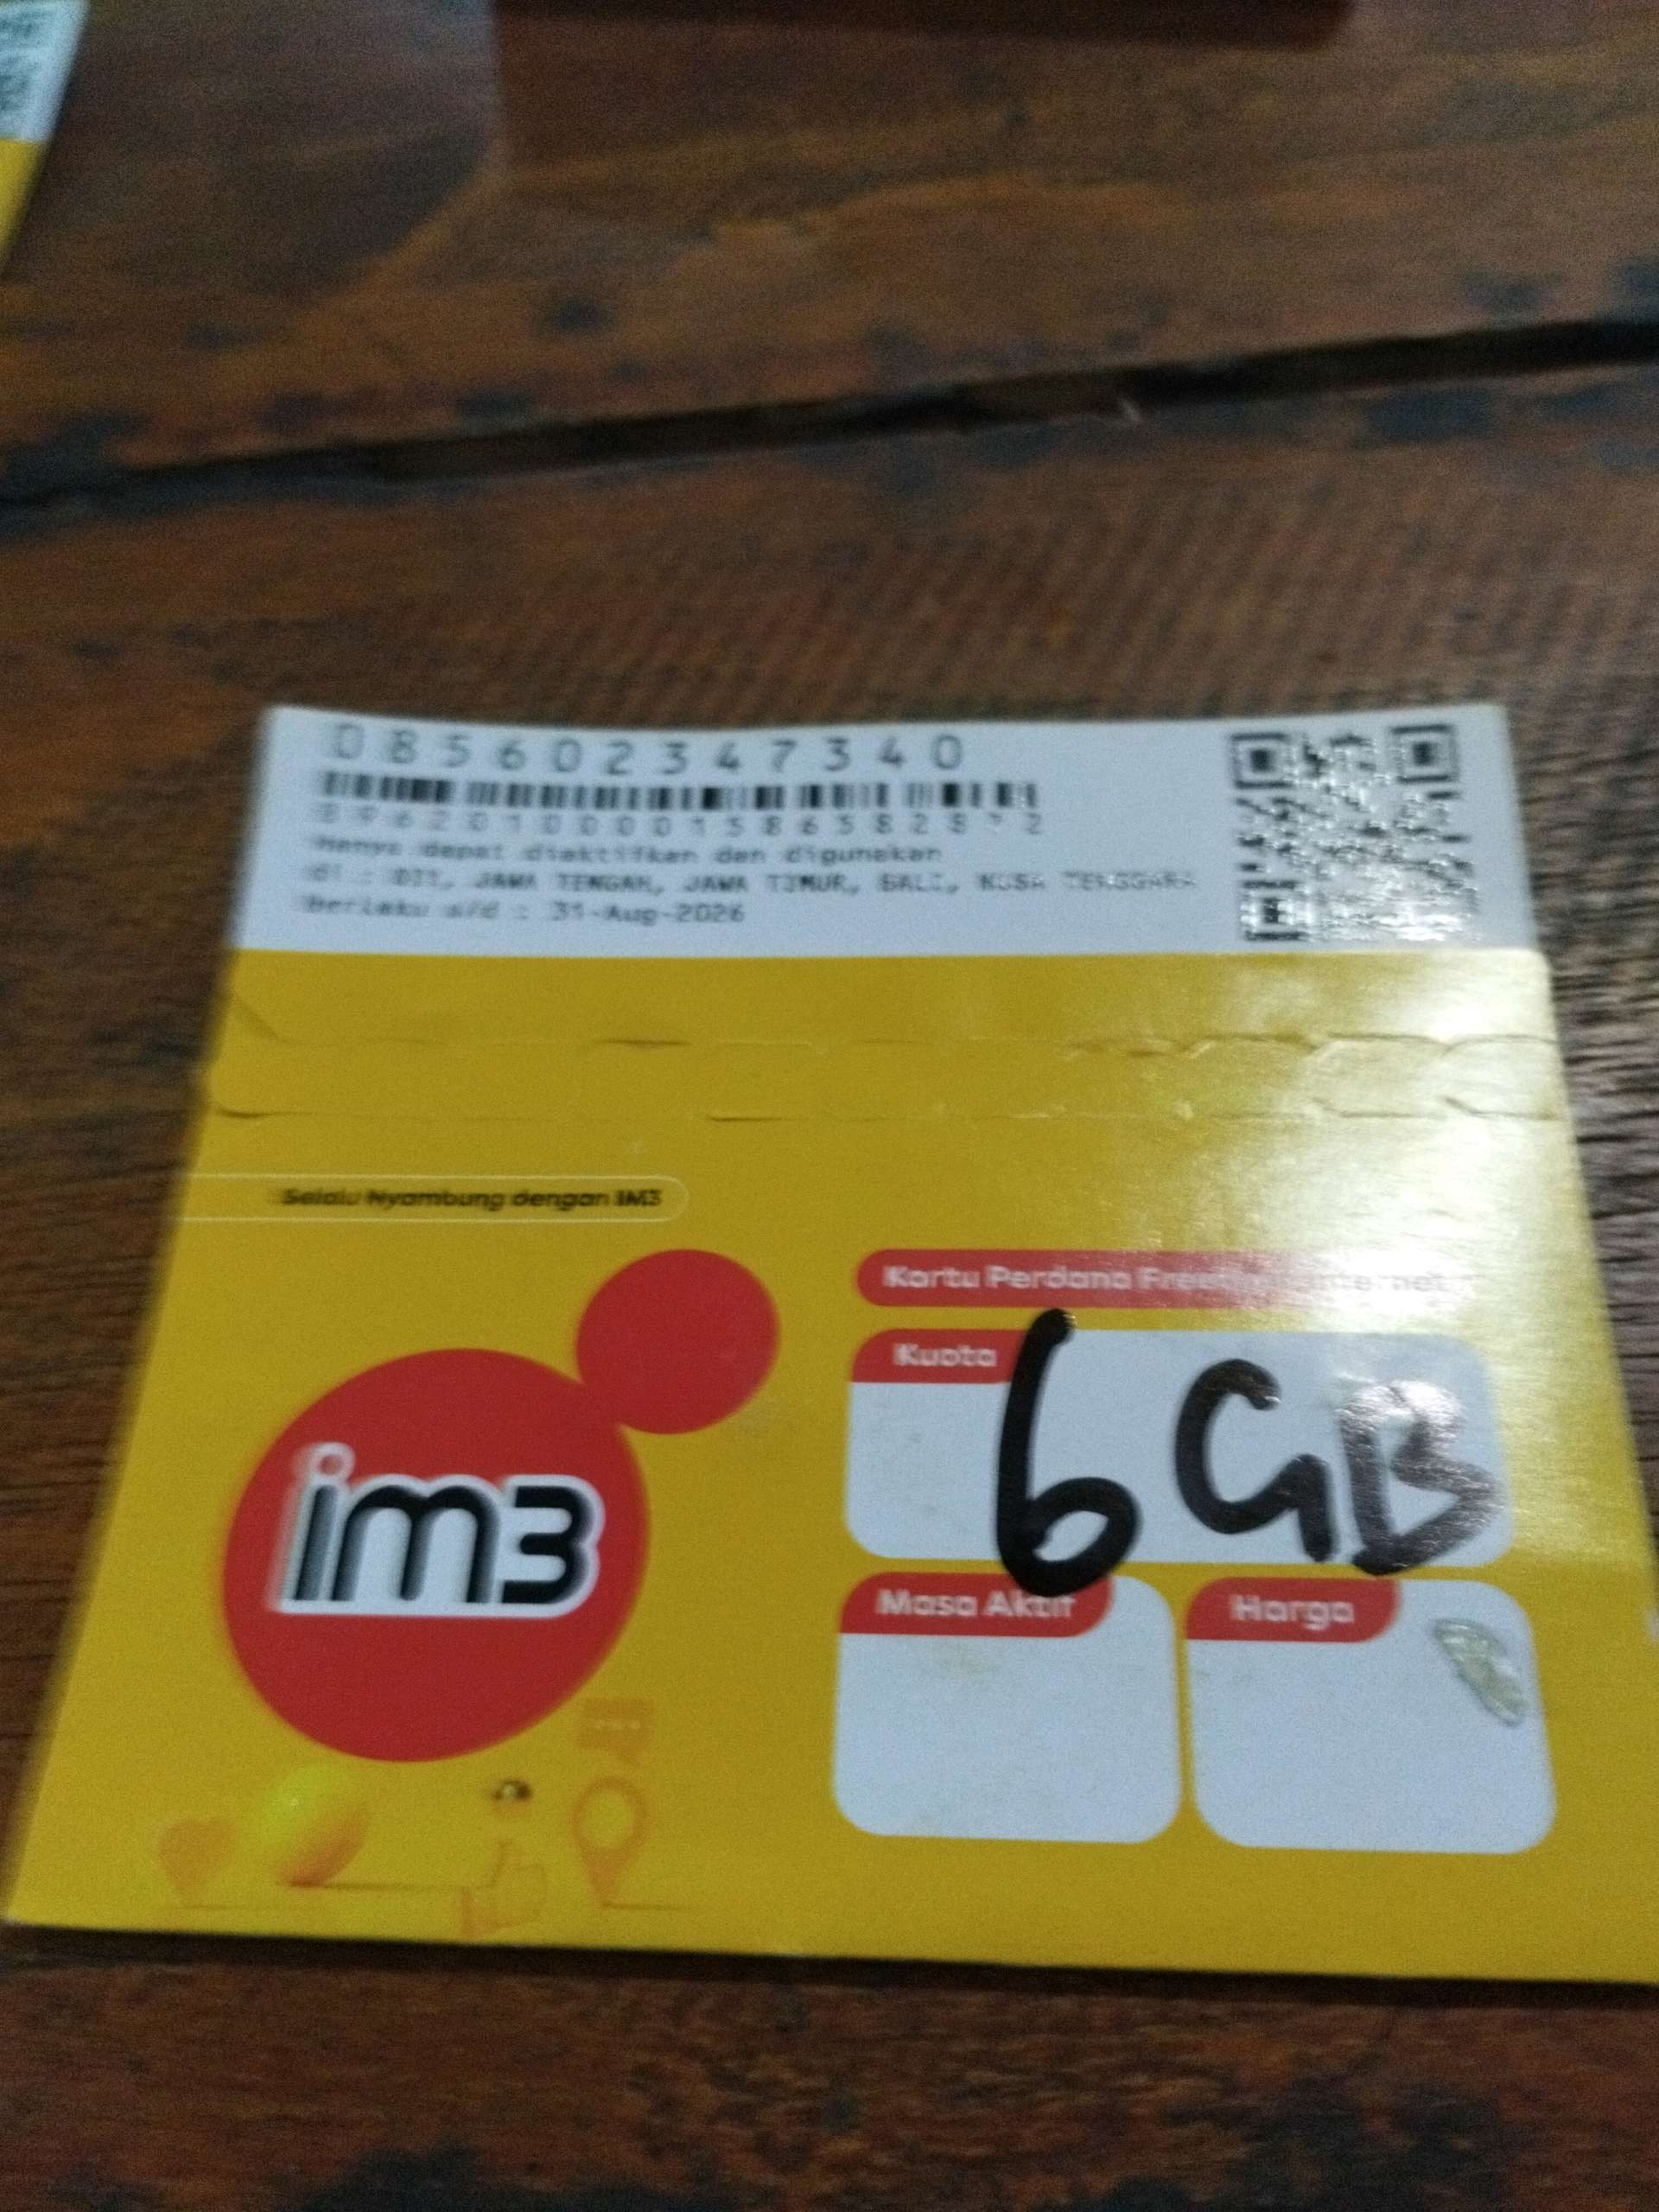 085602347340
Hanya dapat diaktifkan dan digunakan
di : DIY, JAWA TENGAH, JAWA TIMUR, BALI, NUSA TENGGARA
Berlaku s/d : 31-Aug-2026
Selalu Nyambung dengan IM3
im3
Kartu Perdana Internet
Kuota
6GB
Masa Aktif
Harga